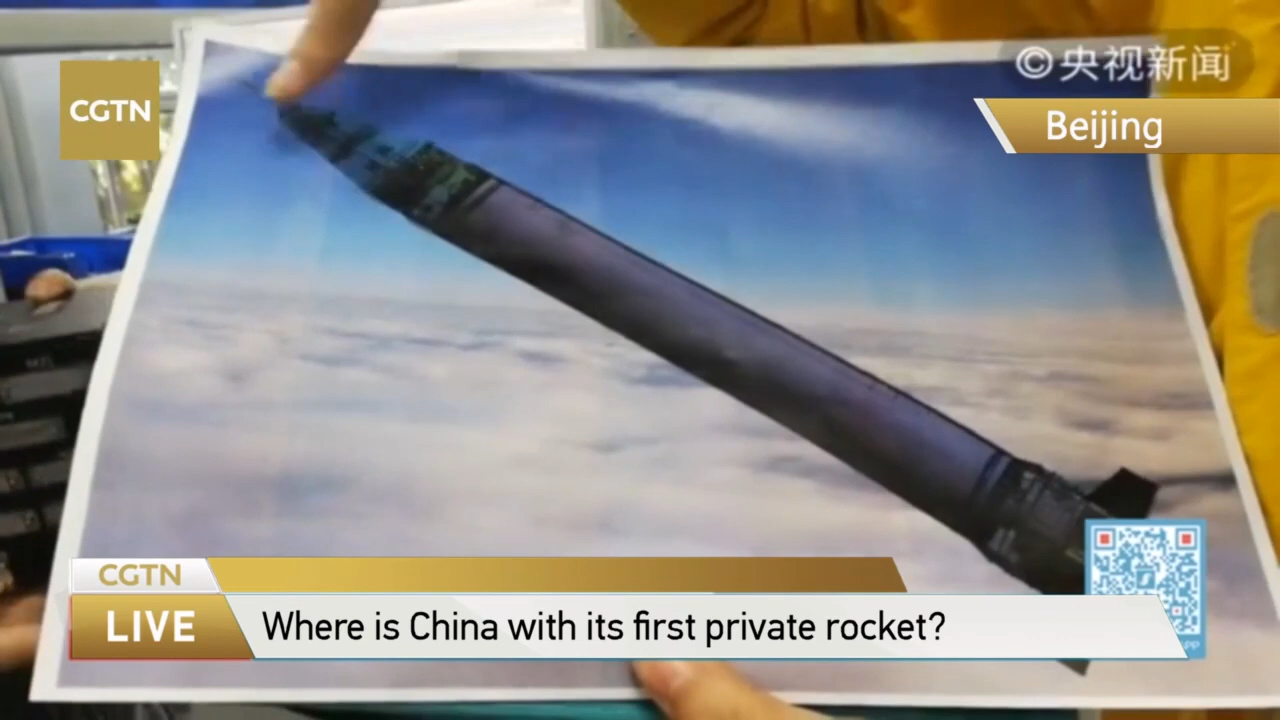 ©央视新闻
CGTN
Beijing
CGTN
LIVE
Where is China with its first private rocket?